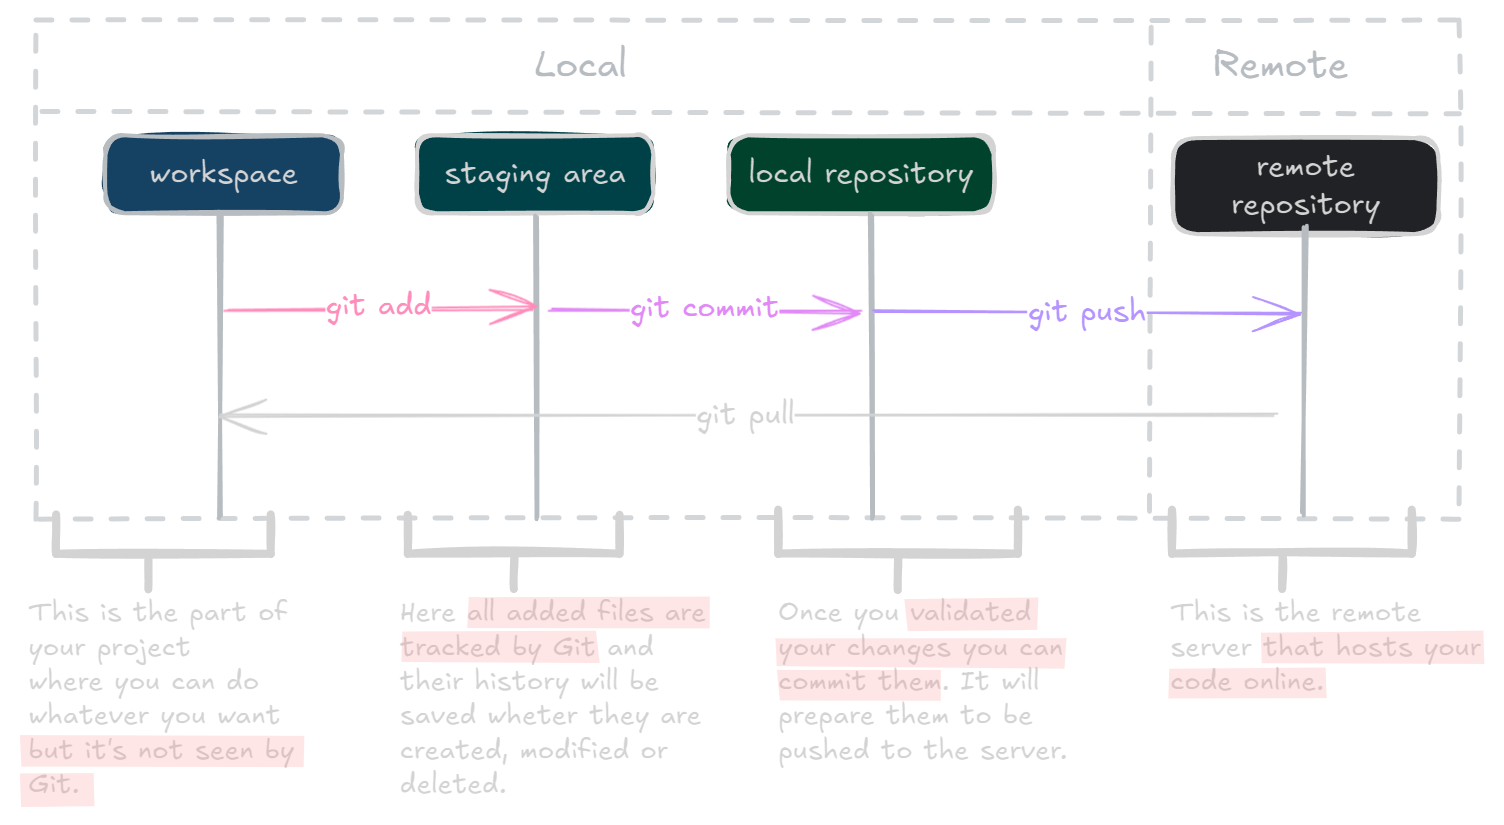 Local
Remote
workspace
staging area
local repository
remote
repository
git add
git commit
git push
git pull
This is the part of
your project
where you can do
whatever you want
but it's not seen by
Git.
Here all added files are
tracked by Git and
their history will be
saved wheter they are
created, modified or
deleted.
Once you validated
your changes you can
commit them. It will
prepare them to be
pushed to the server.
This is the remote
server that hosts your
code online.